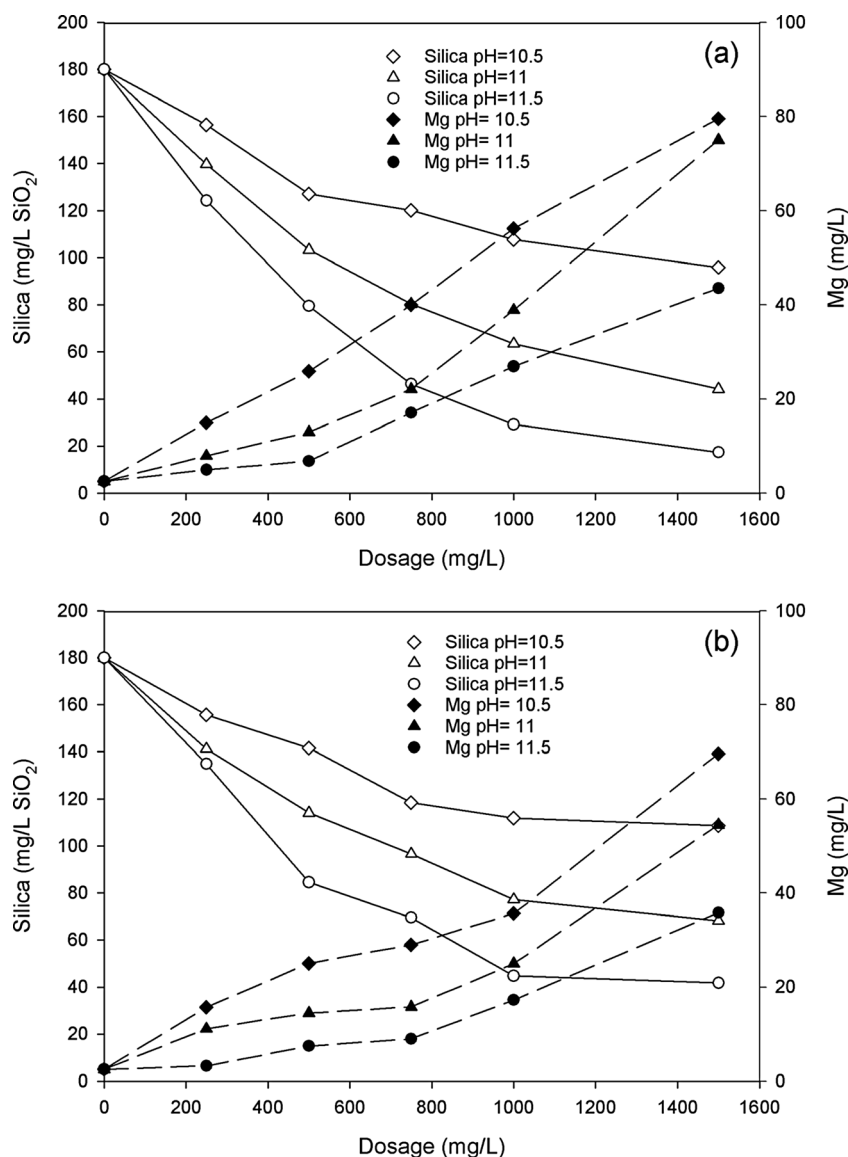 (a)
Silica pH=10.5
Silica pH=11
Silica pH=11.5
Mg pH= 10.5
Mg pH= 11
Mg pH= 11.5
200
180
160
140
120
100
80
60
40
20
0
Silica (mg/L SiO₂)
100
80
60
40
20
0
Mg (mg/L)
0 200 400 600 800 1000 1200 1400 1600
Dosage (mg/L)
(b)
Silica pH=10.5
Silica pH=11
Silica pH=11.5
Mg pH= 10.5
Mg pH= 11
Mg pH= 11.5
200
180
160
140
120
100
80
60
40
20
0
Silica (mg/L SiO₂)
100
80
60
40
20
0
Mg (mg/L)
0 200 400 600 800 1000 1200 1400 1600
Dosage (mg/L)